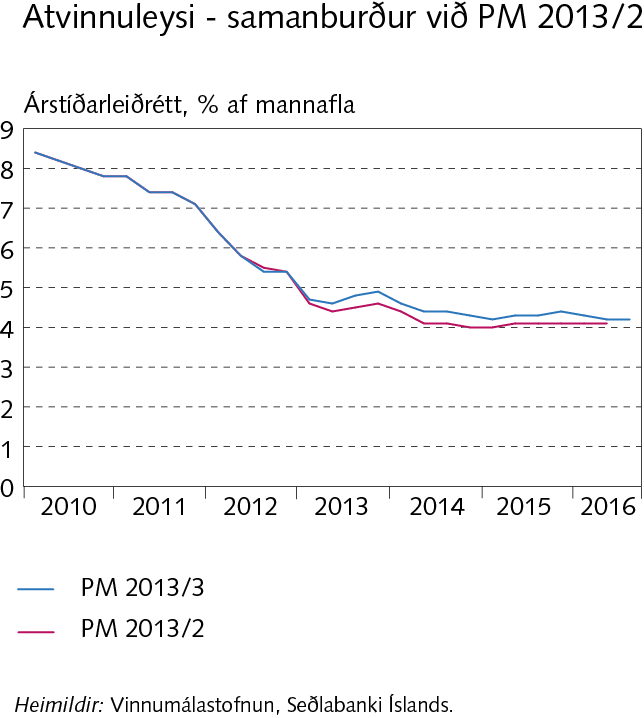 Atvinnuleysi - samanburður við PM 2013/2
Árstíðarleiðrétt, % af mannafla
9
8
7
6
5
4
3
2
1
0
2010 2011 2012 2013 2014 2015 2016
PM 2013/3
PM 2013/2
Heimildir: Vinnumálastofnun, Seðlabanki Íslands.